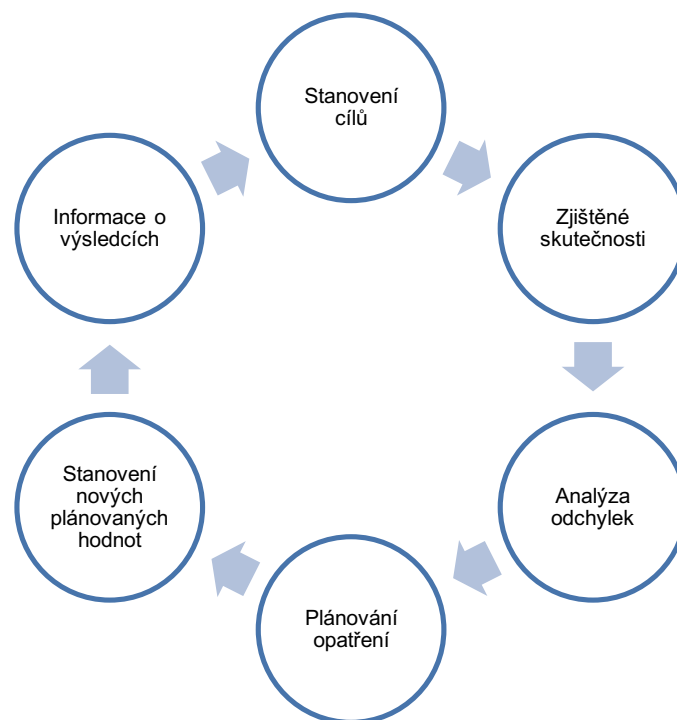 Stanovení
cílů
Zjištěné
skutečnosti
Analýza
odchylek
Plánování
opatření
Stanovení
nových
plánovaných
hodnot
Informace o
výsledcích